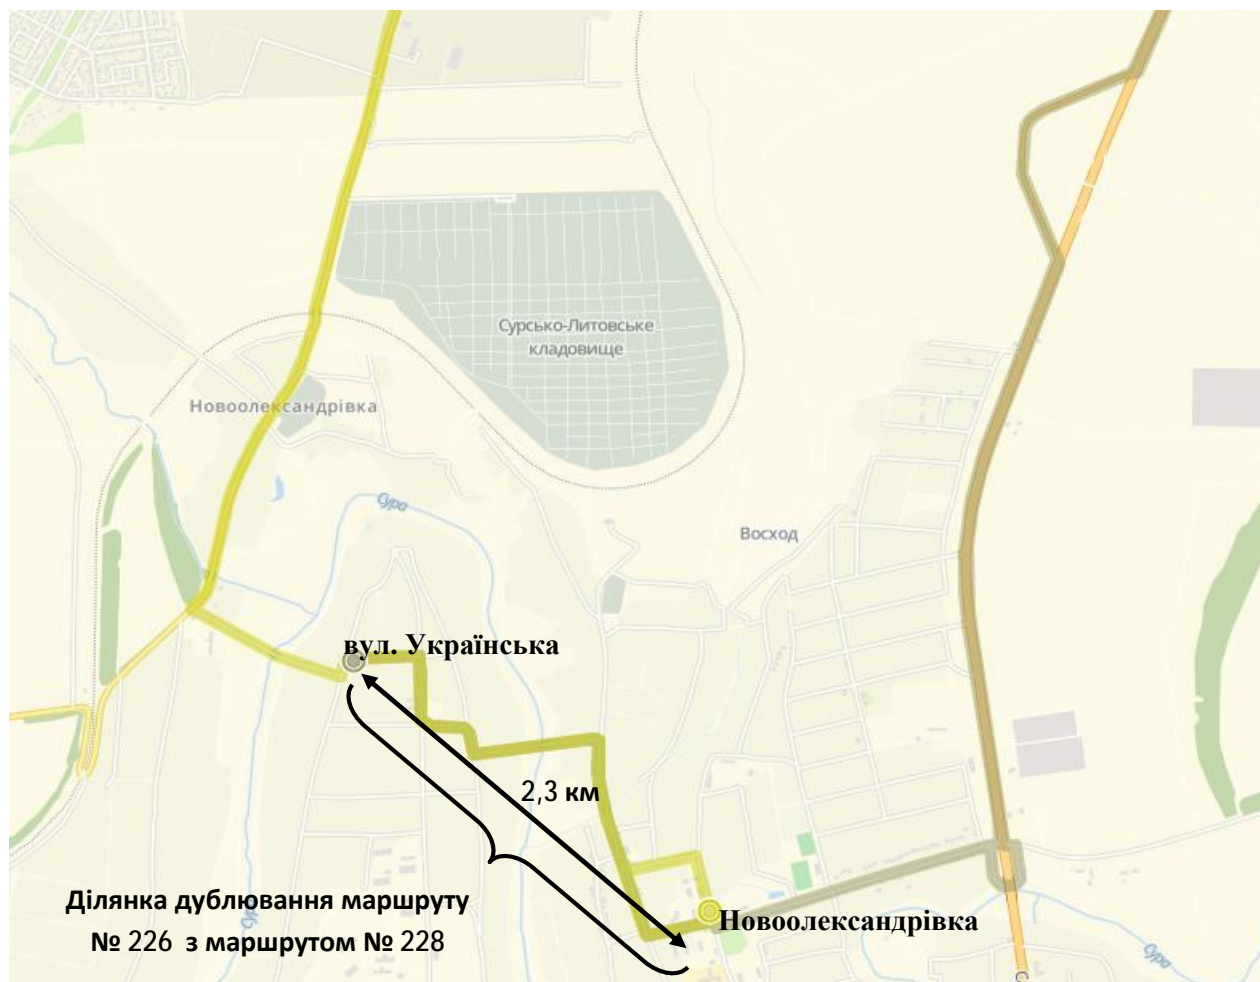 Сурсько-Литовське
кладовище
Новоолександрівка
Сура
Восход
вул. Українська
2,3 км
Ділянка дублювання маршруту
№ 226 з маршрутом № 228
Новоолександрівка
Сура
Сура